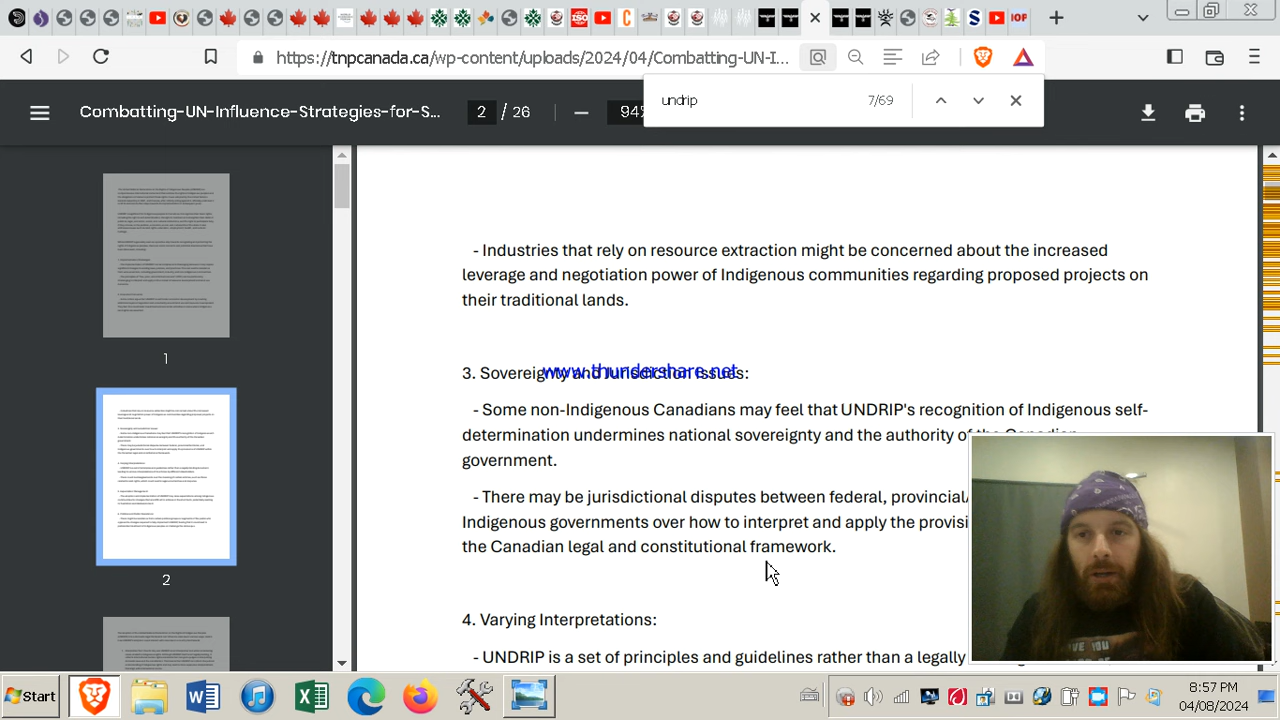 ISO
C
IOF
https://tnpcanada.ca/wp-content/uploads/2024/04/Combatting-UN-I...
undrip 7/69
Combatting-UN-Influence-Strategies-for-S... 2 / 26 94%
- Industries that rely on resource extraction might be concerned about the increased
leverage and negotiation power of Indigenous communities regarding proposed projects on
their traditional lands.
1
3. Sovereignty and Jurisdiction Issues:
www.thundershare.net
- Some non-Indigenous Canadians may feel that UNDRIP's recognition of Indigenous self-
determination undermines national sovereignty and the authority of the Canadian
government.
- There may be jurisdictional disputes between federal, provincial,
Indigenous governments over how to interpret and apply the provisi
the Canadian legal and constitutional framework.
2
4. Varying Interpretations:
- UNDRIP is a set of principles and guidelines rather than a legally
Start
8:57 PM
04/08/2024